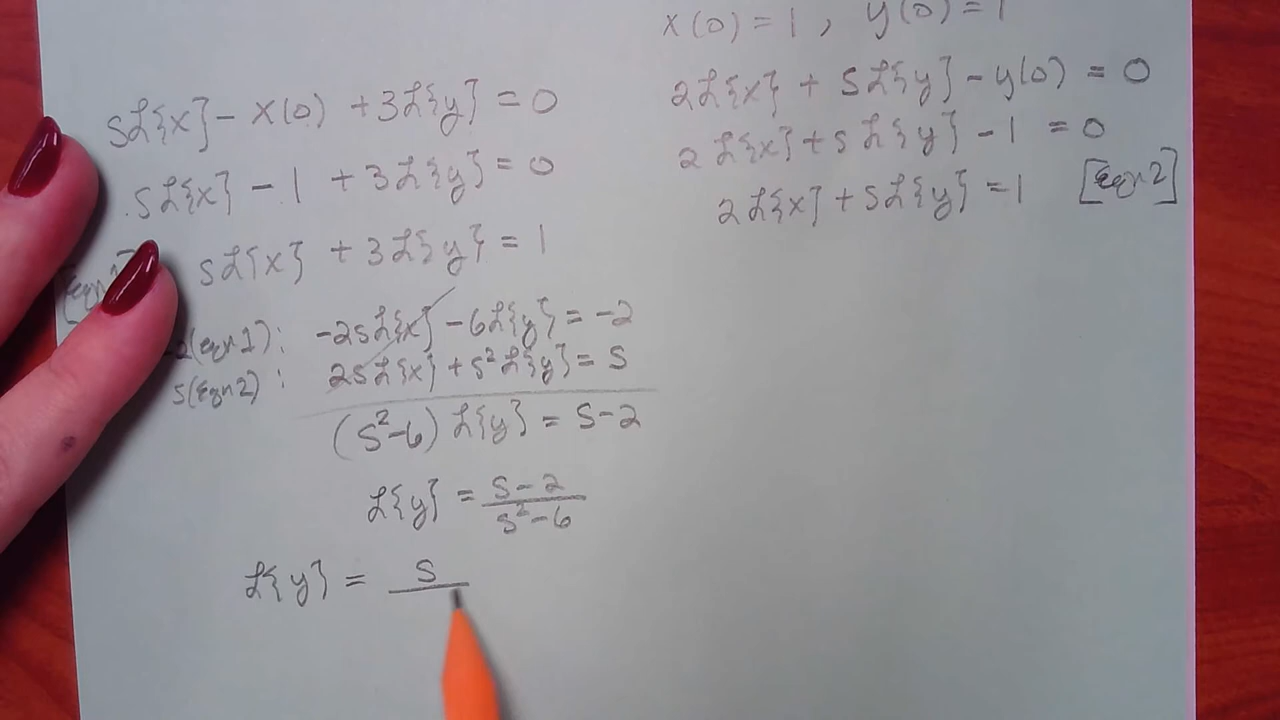 x(0) = 1, y(0) = 1
sℒ{x} - x(0) + 3ℒ{y} = 0
sℒ{x} - 1 + 3ℒ{y} = 0
sℒ{x} + 3ℒ{y} = 1
2ℒ{x} + sℒ{y} - y(0) = 0
2ℒ{x} + sℒ{y} - 1 = 0
2ℒ{x} + sℒ{y} = 1 [Eqn 2]
(eqn 1): -2sℒ{x} - 6ℒ{y} = -2
s(Eqn 2): 2sℒ{x} + s²ℒ{y} = s
(s²-6)ℒ{y} = s-2
ℒ{y} = \frac{s-2}{s²-6}
ℒ{y} = s